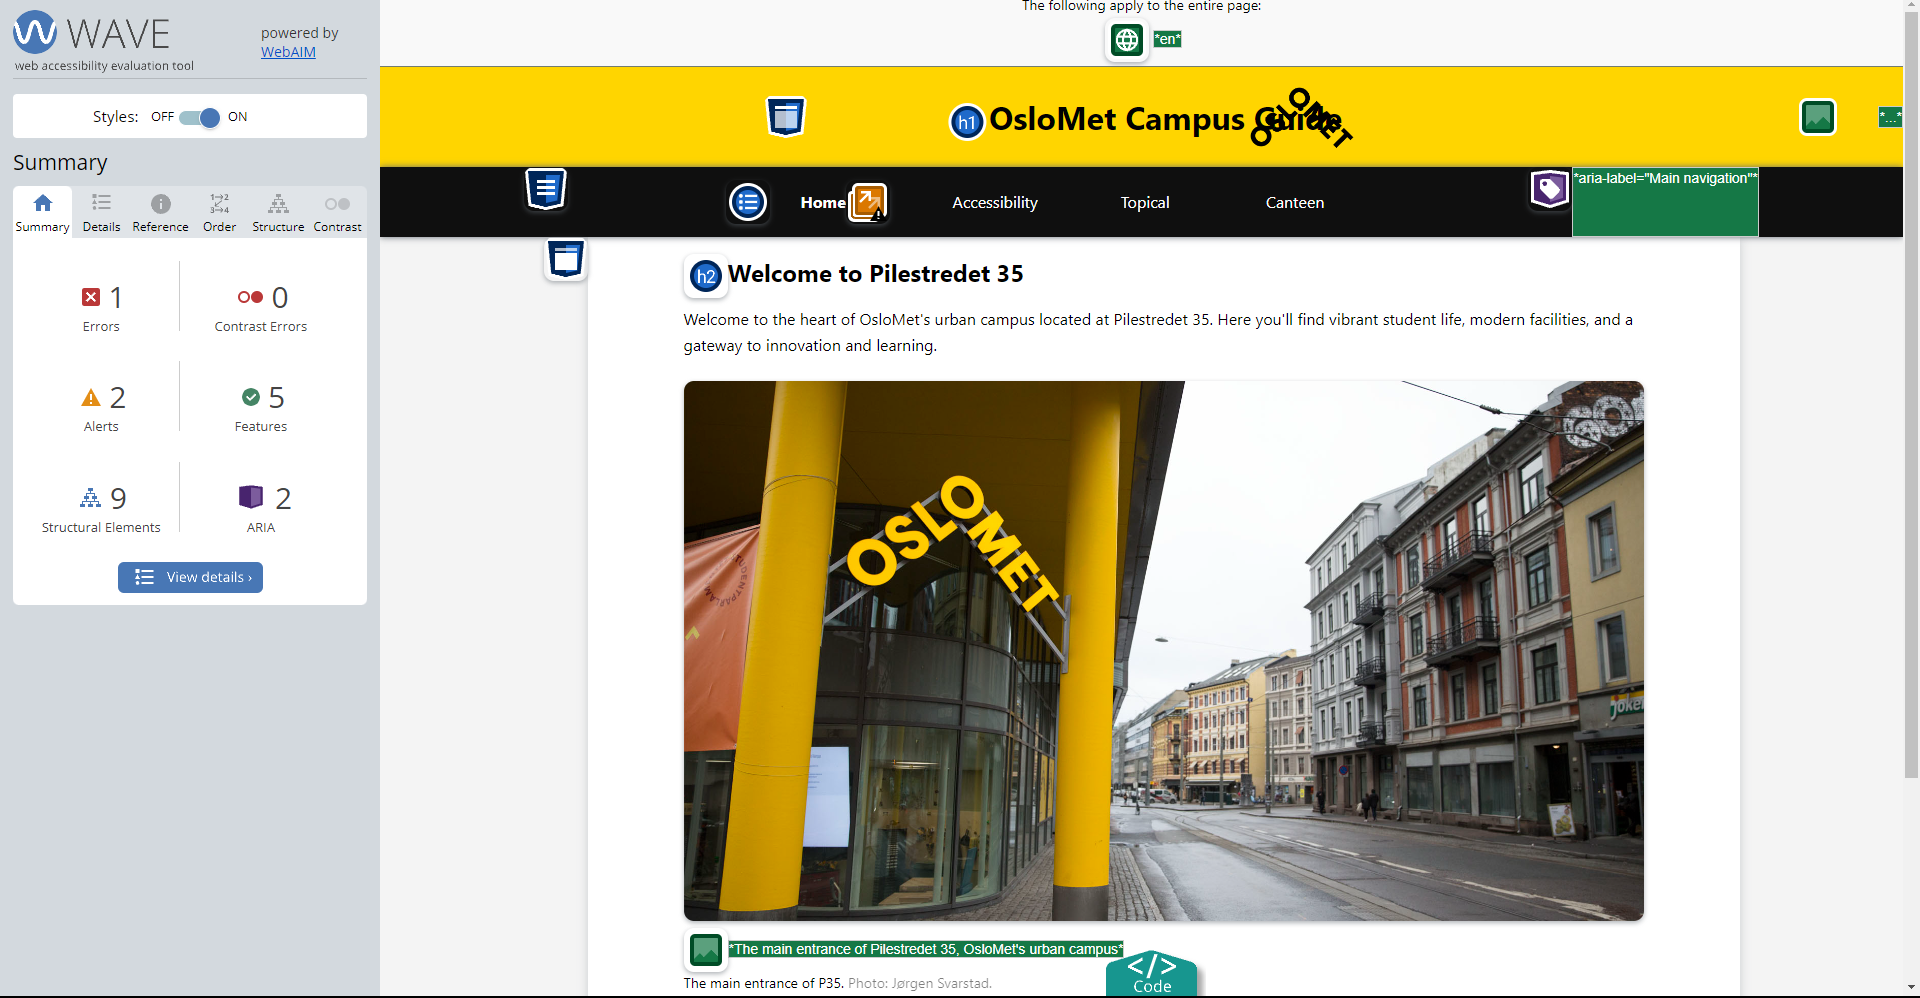 WAVE
web accessibility evaluation tool
powered by
WebAIM
Styles: OFF ON
Summary
Summary Details Reference Order Structure Contrast
1 Errors
0 Contrast Errors
2 Alerts
5 Features
9 Structural Elements
2 ARIA
View details ›
The following apply to the entire page:
*en*
h1 OsloMet Campus Guide
OSLOMET
*...*
Home
Accessibility
Topical
Canteen
*aria-label="Main navigation"*
h2 Welcome to Pilestredet 35
Welcome to the heart of OsloMet's urban campus located at Pilestredet 35. Here you'll find vibrant student life, modern facilities, and a
gateway to innovation and learning.
OSLOMET
JOKER
*The main entrance of Pilestredet 35, OsloMet's urban campus*
The main entrance of P35. Photo: Jørgen Svarstad.
</> Code